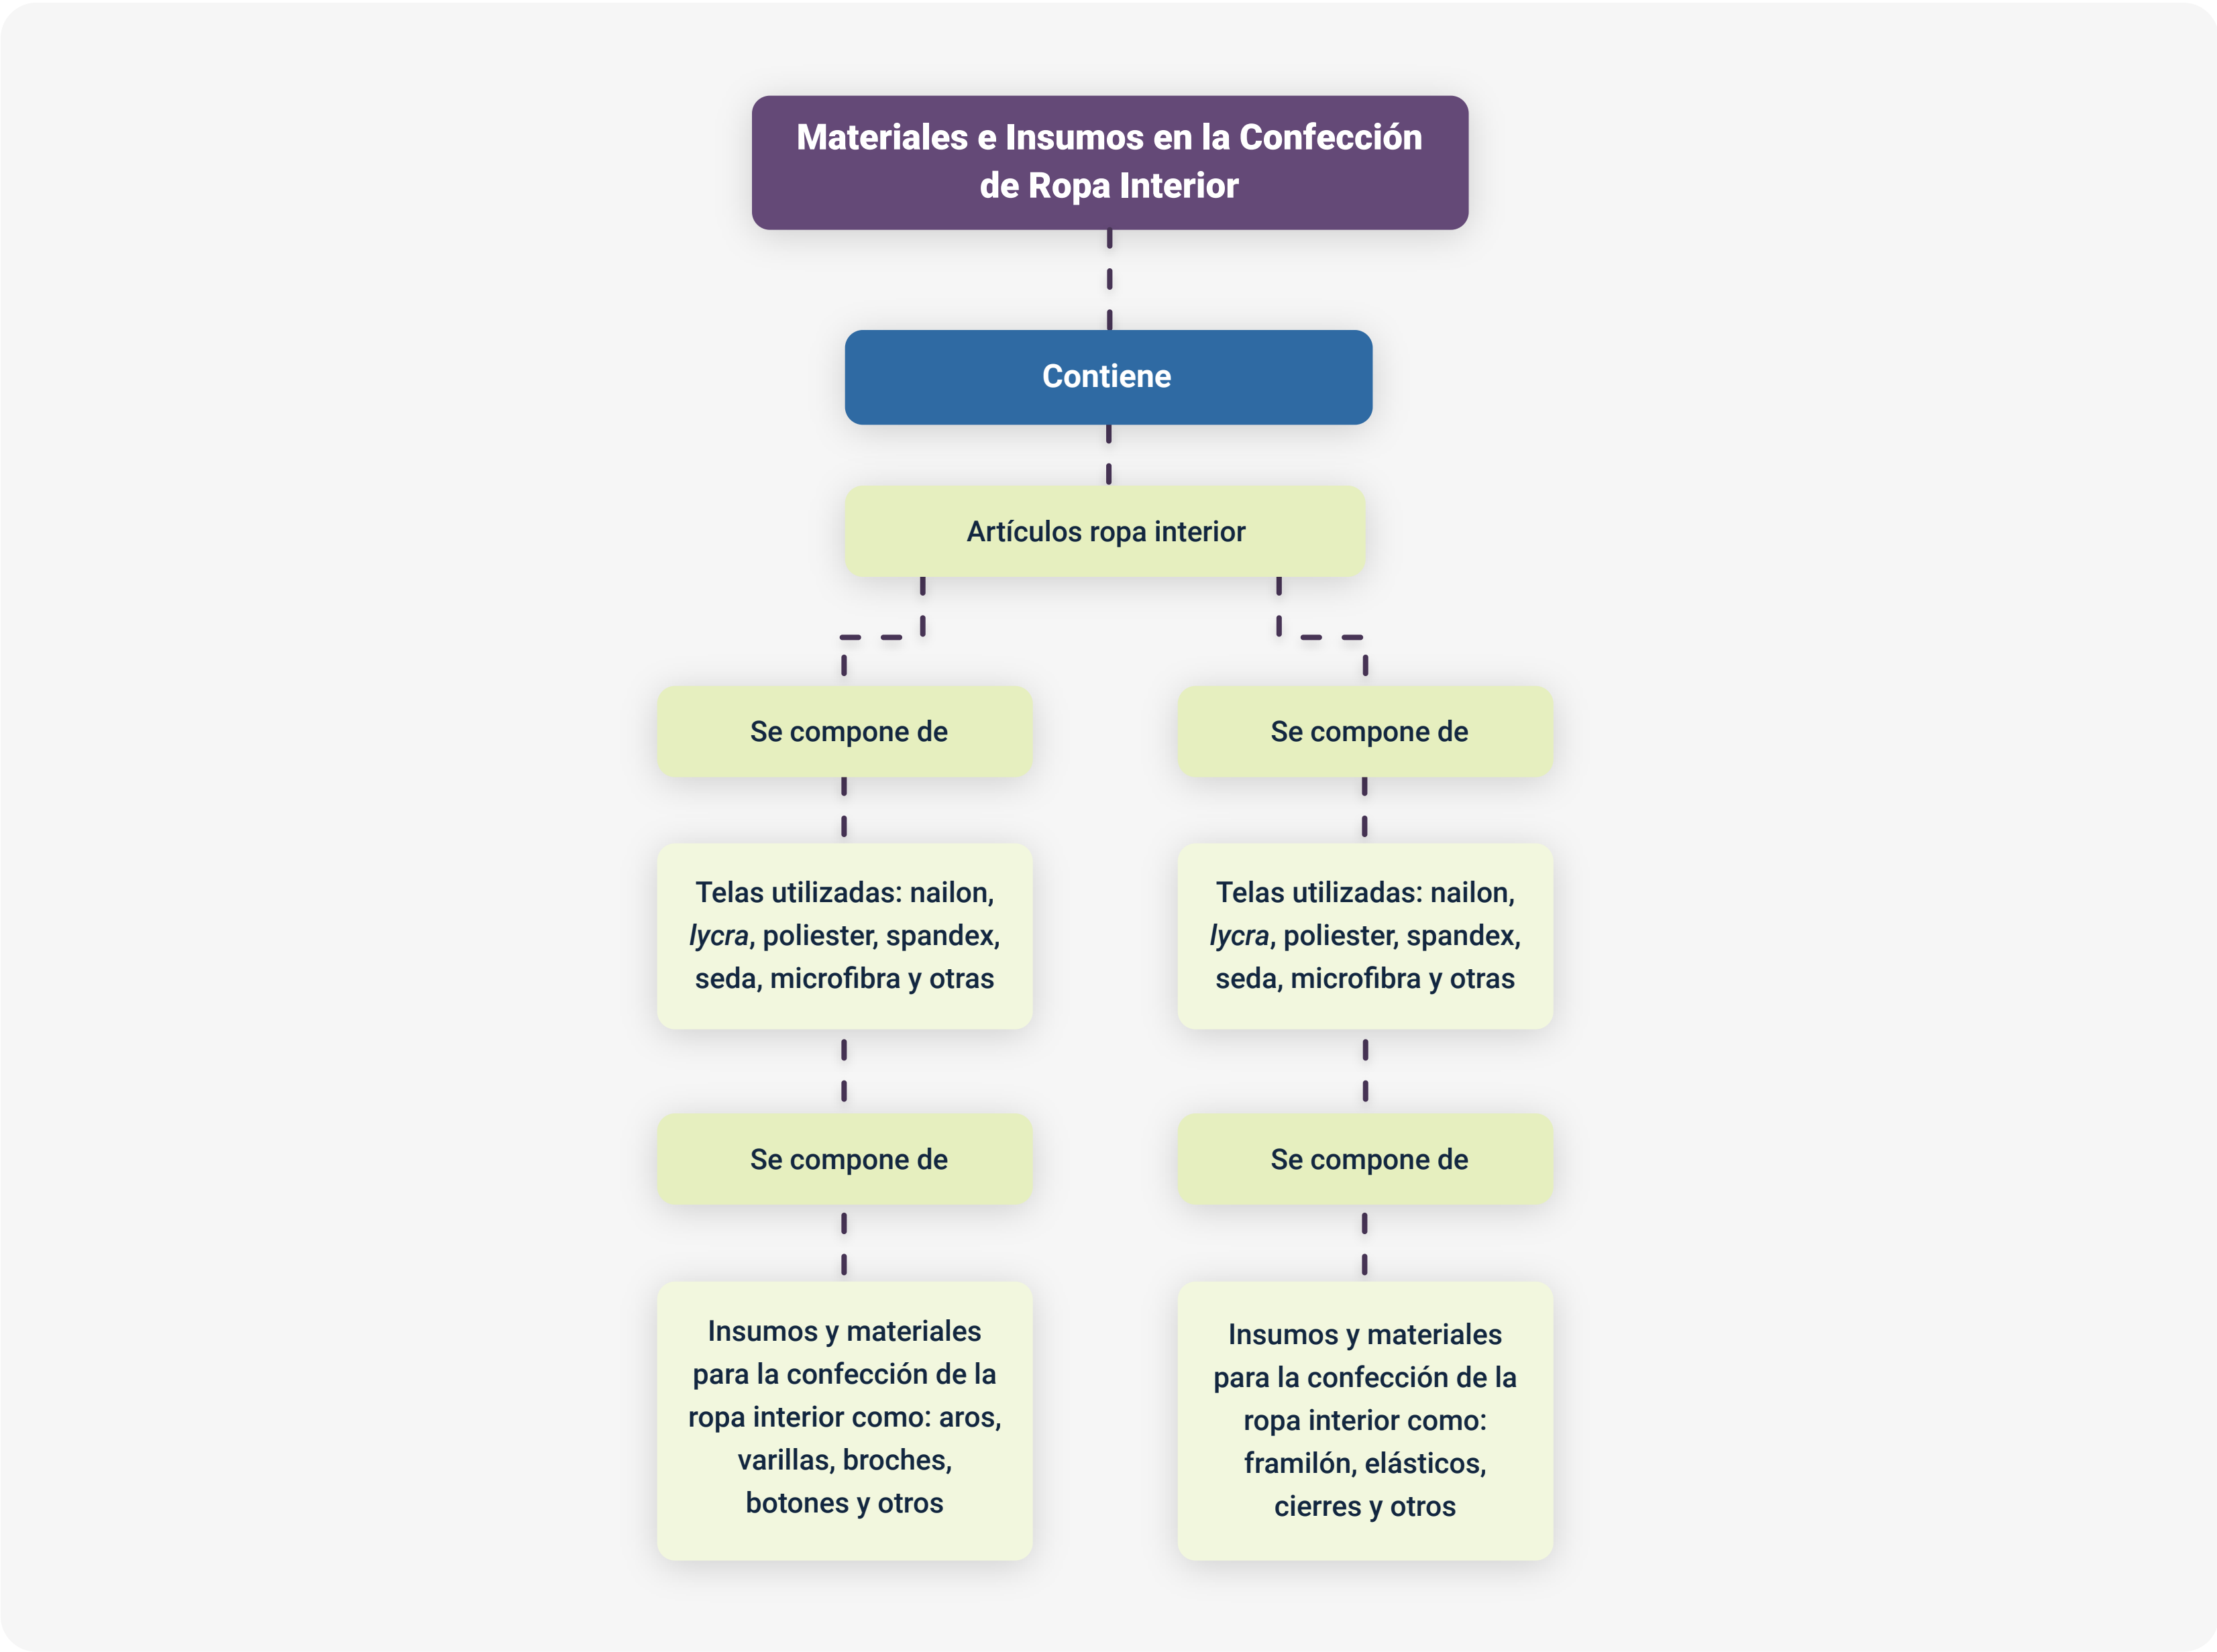 Materiales e Insumos en la Confección
de Ropa Interior
Contiene
Artículos ropa interior
Se compone de
Se compone de
Telas utilizadas: nailon,
lycra, poliester, spandex,
seda, microfibra y otras
Telas utilizadas: nailon,
lycra, poliester, spandex,
seda, microfibra y otras
Se compone de
Se compone de
Insumos y materiales
para la confección de la
ropa interior como: aros,
varillas, broches,
botones y otros
Insumos y materiales
para la confección de la
ropa interior como:
framilón, elásticos,
cierres y otros